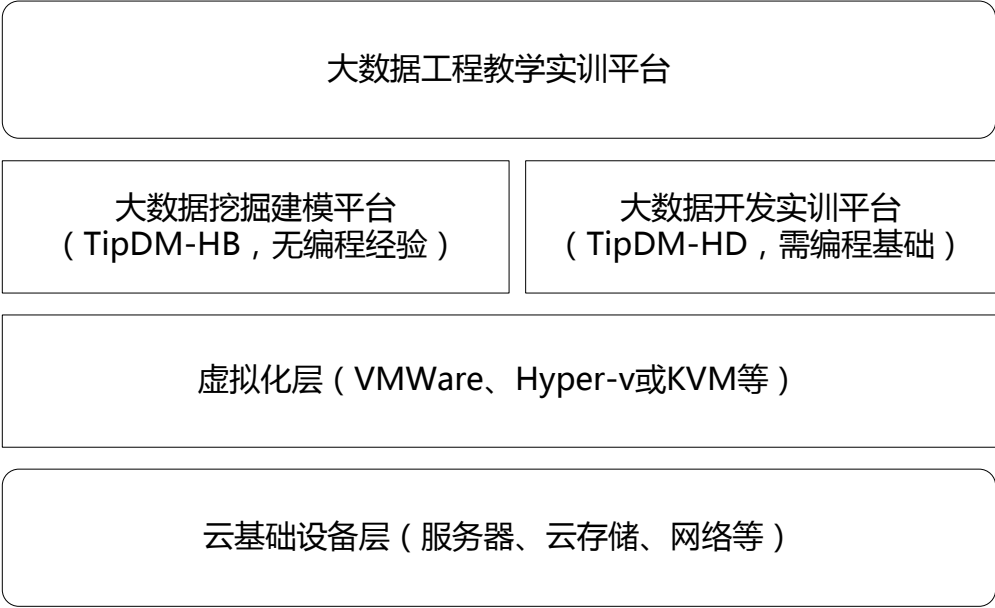 大数据工程教学实训平台
大数据挖掘建模平台
（TipDM-HB，无编程经验）
大数据开发实训平台
（TipDM-HD，需编程基础）
虚拟化层（VMWare、Hyper-v或KVM等）
云基础设备层（服务器、云存储、网络等）